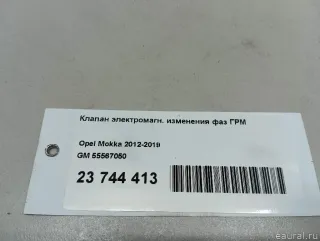 Клапан электромагн. изменения фаз ГРМ
Opel Mokka 2012-2019
GM 55567050
23 744 413
© eaural.ru